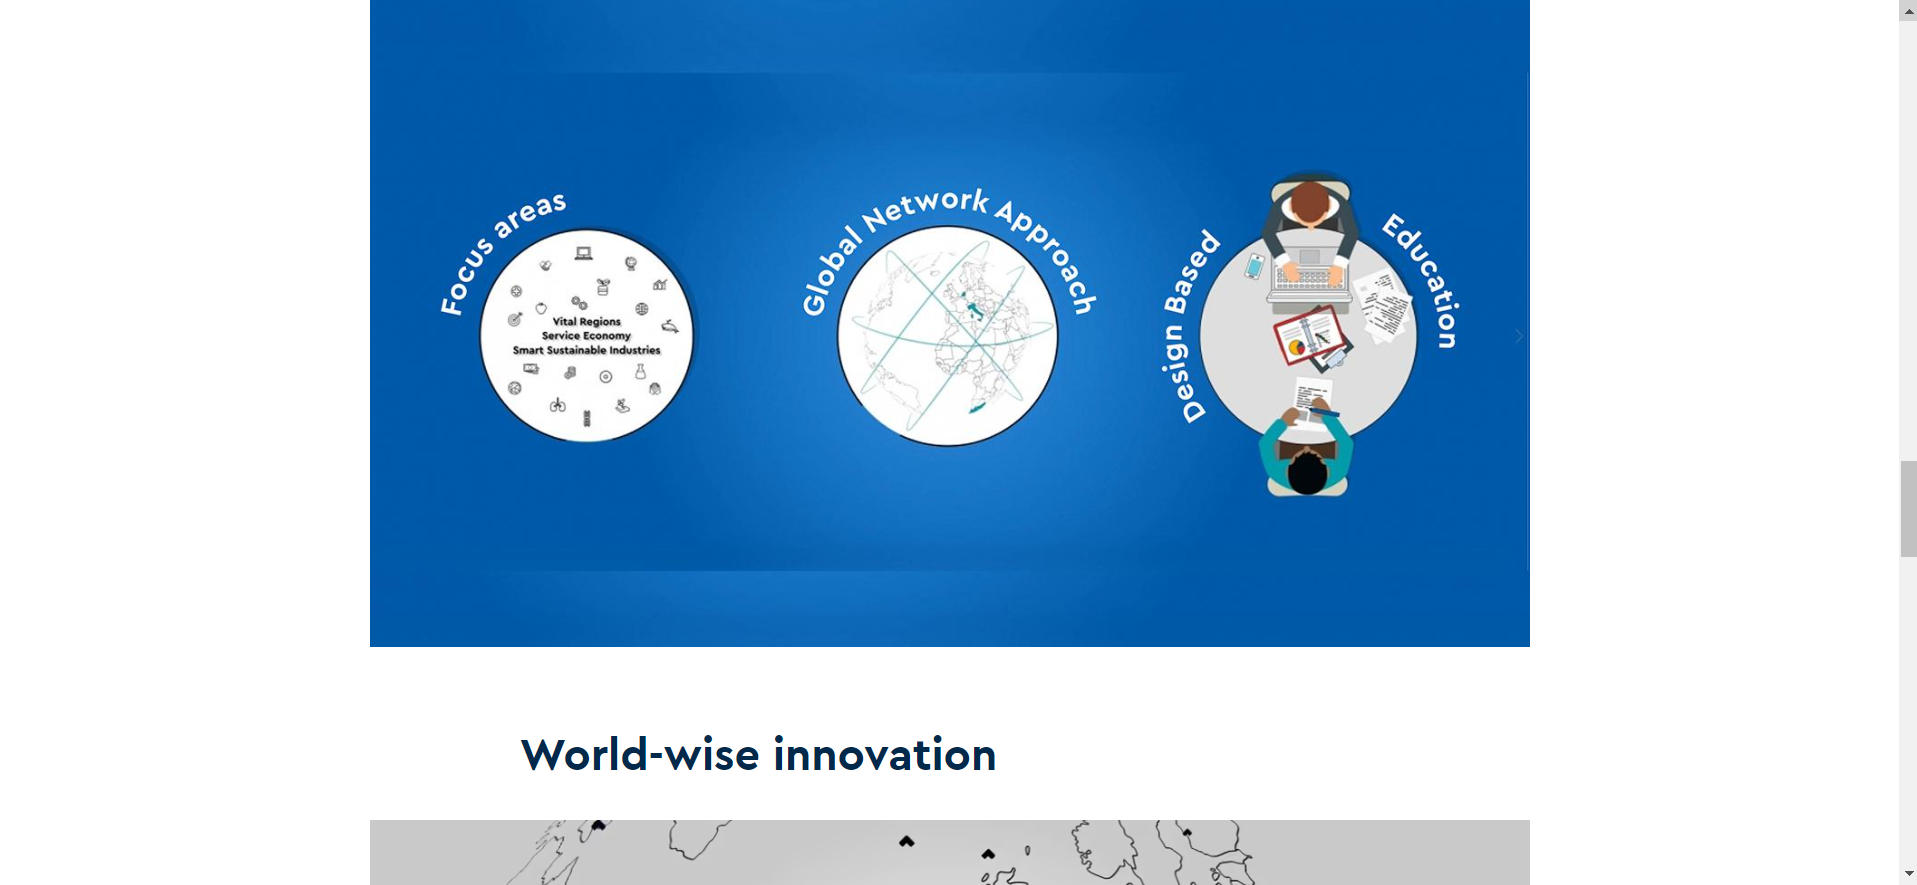 Focus areas
Vital Regions
Service Economy
Smart Sustainable Industries
Global Network Approach
Design Based Education
World-wise innovation